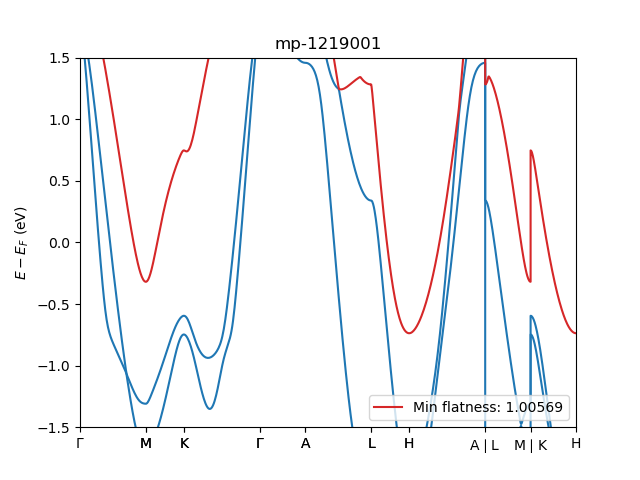 mp-1219001
E − E_F (eV)
1.5
1.0
0.5
0.0
−0.5
−1.0
−1.5
Min flatness: 1.00569
Γ M K Γ A L H A | L M | K H